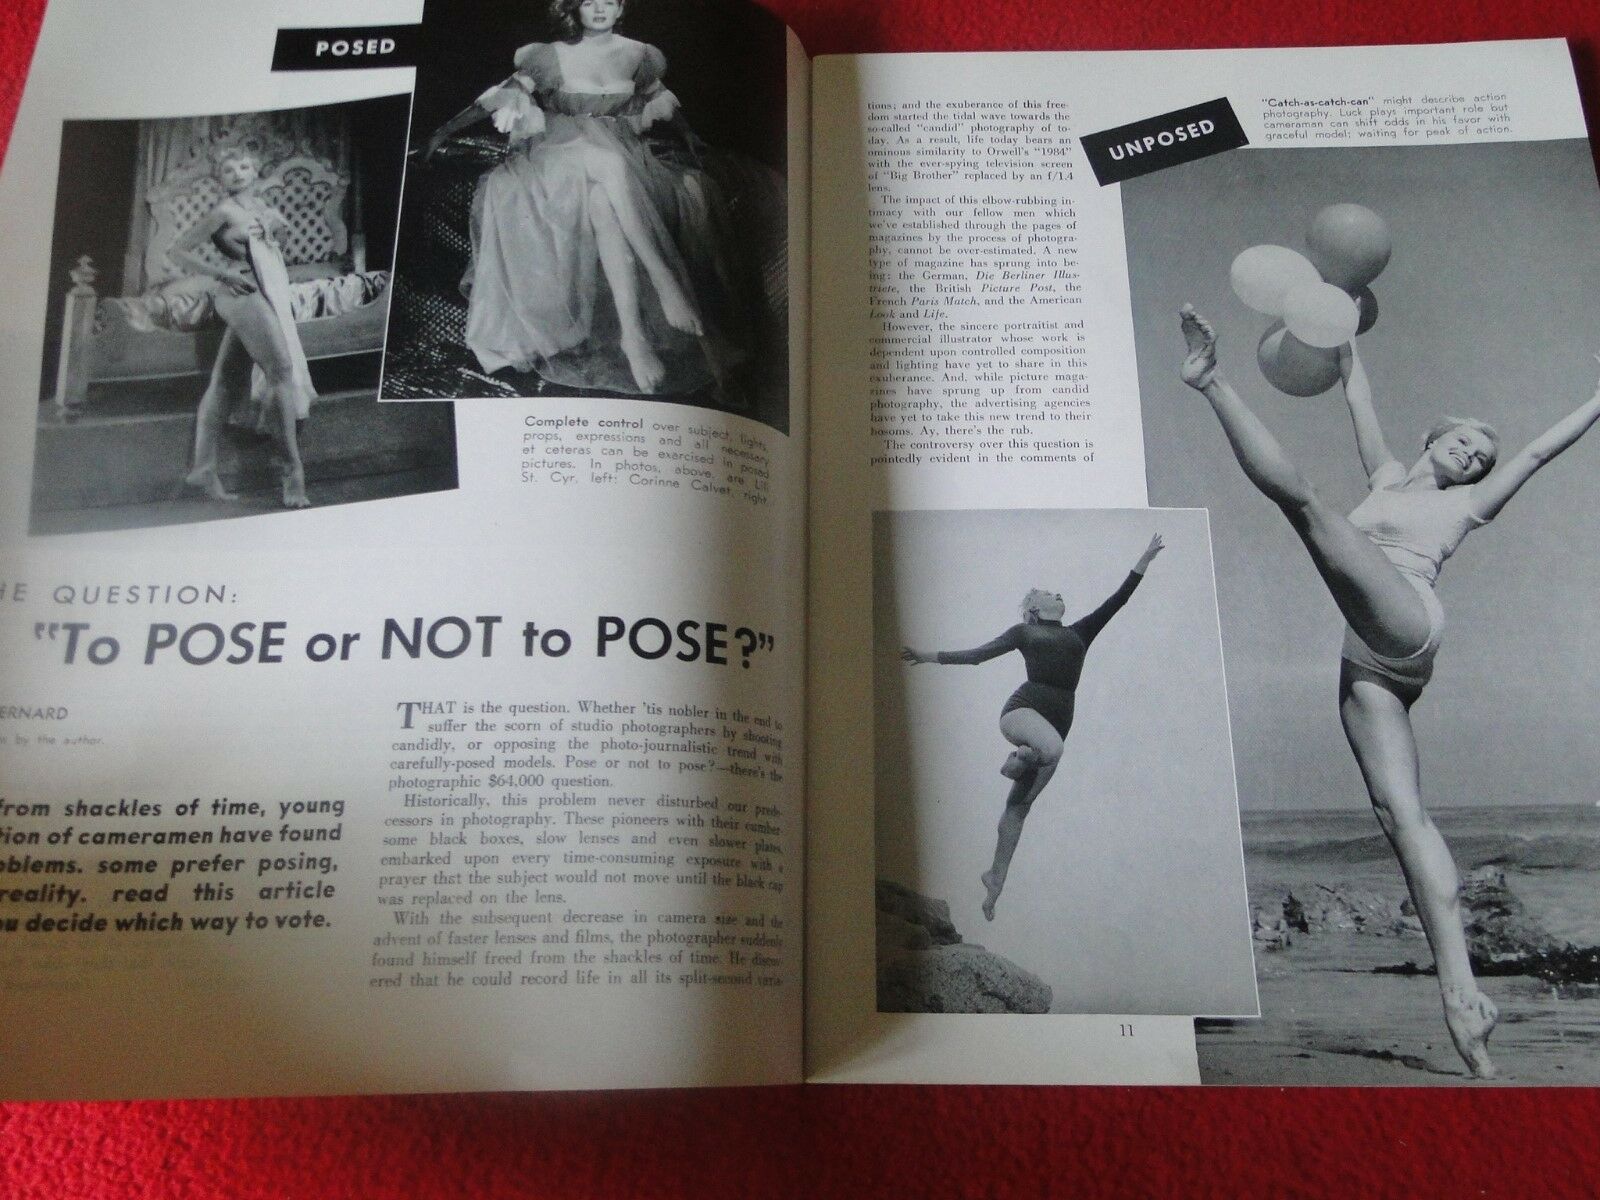 POSED
Complete control over subject, lights,
props, expressions and all necessary
et ceteras can be exercised in posed
pictures. In photos, above, are Lili
St. Cyr, left; Corinne Calvet, right.
HE QUESTION:
"To POSE or NOT to POSE?"
ERNARD
by the author.
from shackles of time, young
tion of cameramen have found
oblems. some prefer posing,
reality. read this article
ou decide which way to vote.
THAT is the question. Whether 'tis nobler in the end to
suffer the scorn of studio photographers by shooting
candidly, or opposing the photo-journalistic trend with
carefully-posed models. Pose or not to pose?—there's the
photographic $64,000 question.
Historically, this problem never disturbed our prede-
cessors in photography. These pioneers with their cumber-
some black boxes, slow lenses and even slower plates,
embarked upon every time-consuming exposure with a
prayer that the subject would not move until the black cap
was replaced on the lens.
With the subsequent decrease in camera size and the
advent of faster lenses and films, the photographer suddenly
found himself freed from the shackles of time. He discov-
ered that he could record life in all its split-second varia-
tions; and the exuberance of this free-
dom started the tidal wave towards the
so-called "candid" photography of to-
day. As a result, life today bears an
ominous similarity to Orwell's "1984"
with the ever-spying television screen
of "Big Brother" replaced by an f/1.4
lens.
The impact of this elbow-rubbing in-
timacy with our fellow men which
we've established through the pages of
magazines by the process of photogra-
phy, cannot be over-estimated. A new
type of magazine has sprung into be-
ing: the German, Die Berliner Illus-
triete, the British Picture Post, the
French Paris Match, and the American
Look and Life.
However, the sincere portraitist and
commercial illustrator whose work is
dependent upon controlled composition
and lighting have yet to share in this
exuberance. And, while picture maga-
zines have sprung up from candid
photography, the advertising agencies
have yet to take this new trend to their
bosoms. Ay, there's the rub.
The controversy over this question is
pointedly evident in the comments of
UNPOSED
"Catch-as-catch-can" might describe action
photography. Luck plays important role but
cameraman can shift odds in his favor with
graceful model; waiting for peak of action.
11